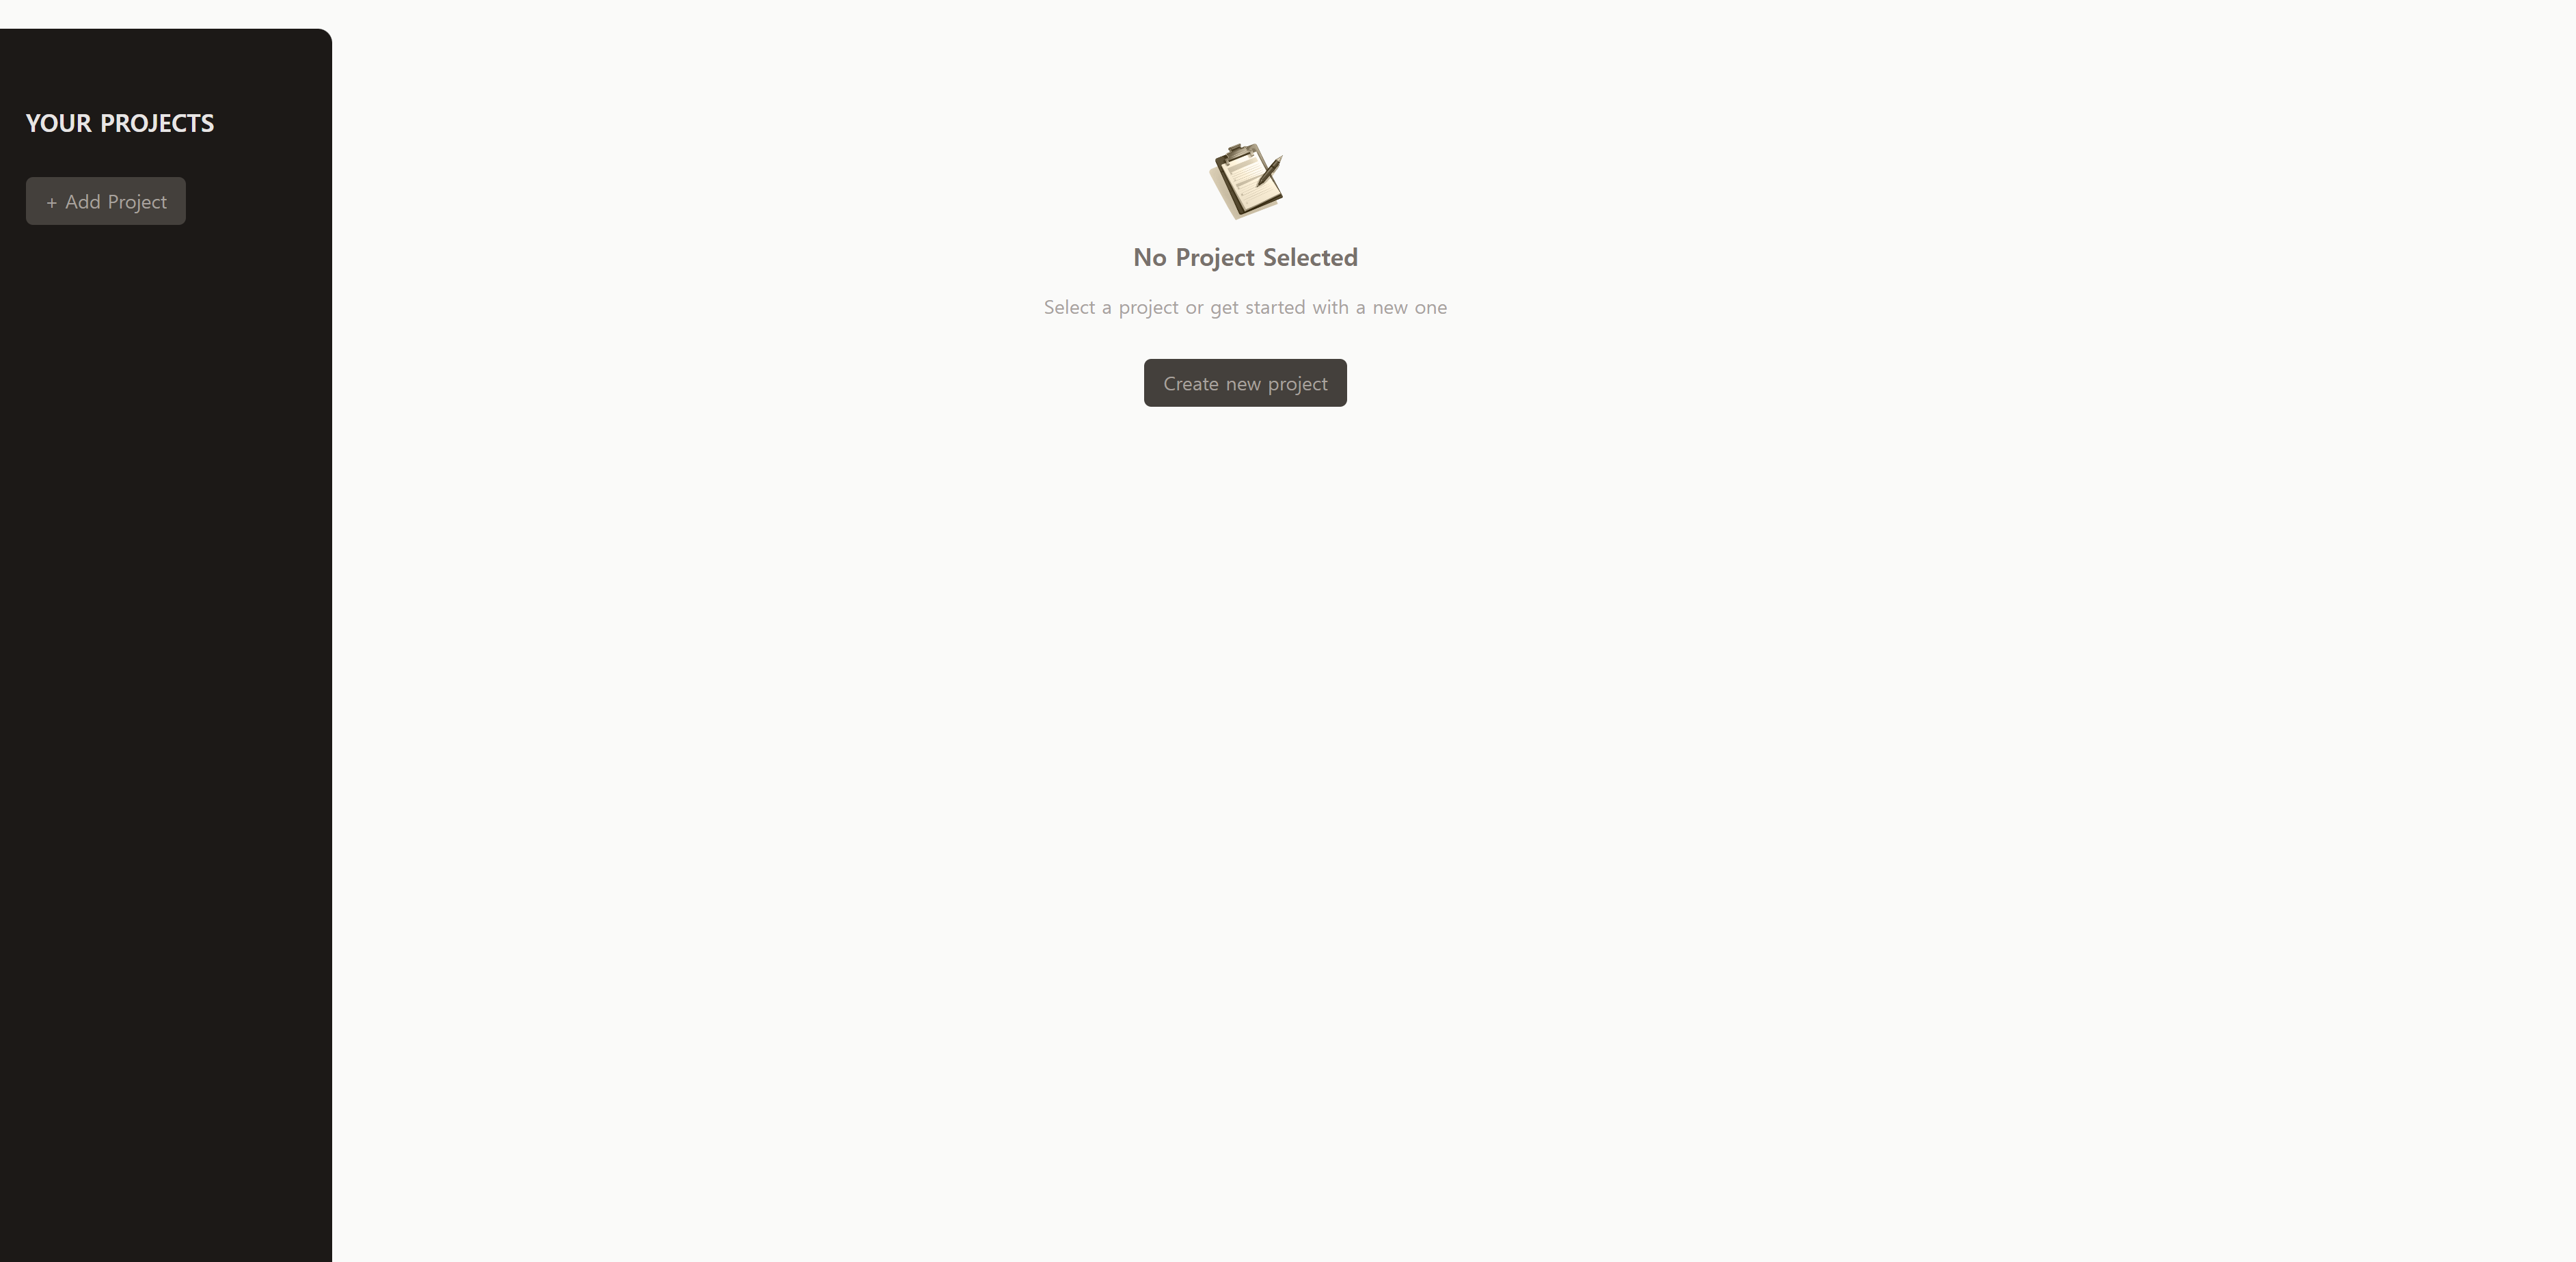 YOUR PROJECTS
+ Add Project
No Project Selected
Select a project or get started with a new one
Create new project